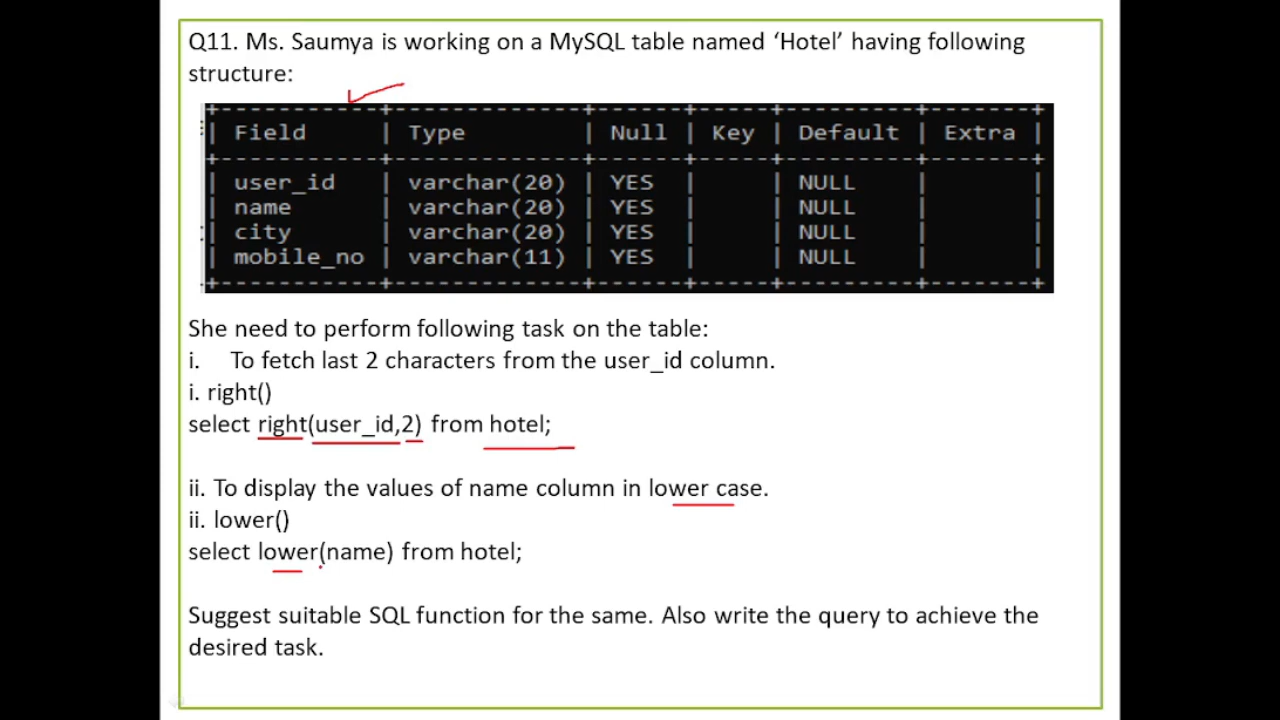 Q11. Ms. Saumya is working on a MySQL table named ‘Hotel’ having following
structure:
+-----------+-------------+------+-----+---------+-------+
| Field | Type | Null | Key | Default | Extra |
+-----------+-------------+------+-----+---------+-------+
| user_id | varchar(20) | YES | | NULL | |
| name | varchar(20) | YES | | NULL | |
| city | varchar(20) | YES | | NULL | |
| mobile_no | varchar(11) | YES | | NULL | |
+-----------+-------------+------+-----+---------+-------+
She need to perform following task on the table:
i. To fetch last 2 characters from the user_id column.
i. right()
select right(user_id,2) from hotel;
ii. To display the values of name column in lower case.
ii. lower()
select lower(name) from hotel;
Suggest suitable SQL function for the same. Also write the query to achieve the
desired task.